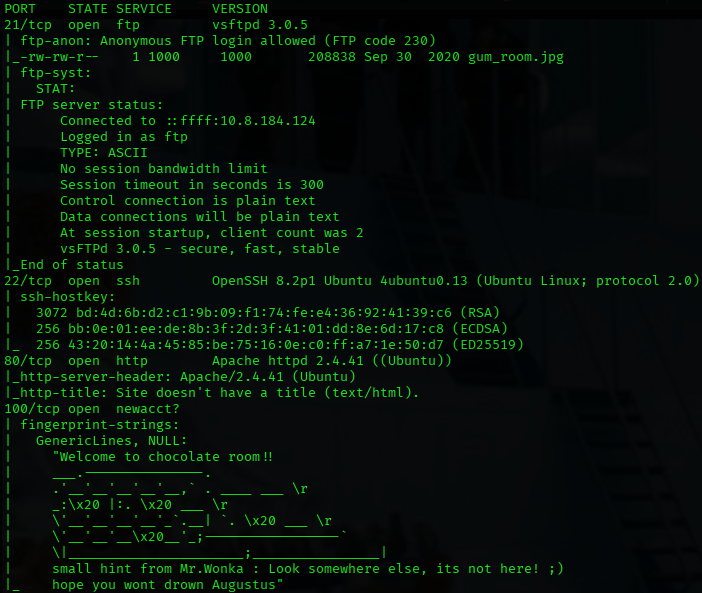 PORT    STATE SERVICE     VERSION
21/tcp  open  ftp         vsftpd 3.0.5
| ftp-anon: Anonymous FTP login allowed (FTP code 230)
|_-rw-rw-r--    1 1000     1000       208838 Sep 30  2020 gum_room.jpg
| ftp-syst:
|   STAT:
| FTP server status:
|      Connected to ::ffff:10.8.184.124
|      Logged in as ftp
|      TYPE: ASCII
|      No session bandwidth limit
|      Session timeout in seconds is 300
|      Control connection is plain text
|      Data connections will be plain text
|      At session startup, client count was 2
|      vsFTPd 3.0.5 - secure, fast, stable
|_End of status
22/tcp  open  ssh         OpenSSH 8.2p1 Ubuntu 4ubuntu0.13 (Ubuntu Linux; protocol 2.0)
| ssh-hostkey:
|   3072 bd:4d:6b:d2:c1:9b:09:f1:74:fe:e4:36:92:41:39:c6 (RSA)
|   256 bb:0e:01:ee:de:8b:3f:2d:3f:41:01:dd:8e:6d:17:c8 (ECDSA)
|_  256 43:20:14:4a:45:85:be:75:16:0e:c0:ff:a7:1e:50:d7 (ED25519)
80/tcp  open  http        Apache httpd 2.4.41 ((Ubuntu))
|_http-server-header: Apache/2.4.41 (Ubuntu)
|_http-title: Site doesn't have a title (text/html).
100/tcp open  newacct?
| fingerprint-strings:
|   GenericLines, NULL:
|     "Welcome to chocolate room!!
|     ___.---------------.
|     .'__'__'__'__'__,` . ____ ___ \r
|     _:\x20 |:. \x20 ___ \r
|     \'__'__'__'__'_`.__| `. \x20 ___ \r
|     \'__'__'__\x20__'_;-----------------`
|     \|______________________;________________|
|     small hint from Mr.Wonka : Look somewhere else, its not here! ;)
|_    hope you wont drown Augustus"